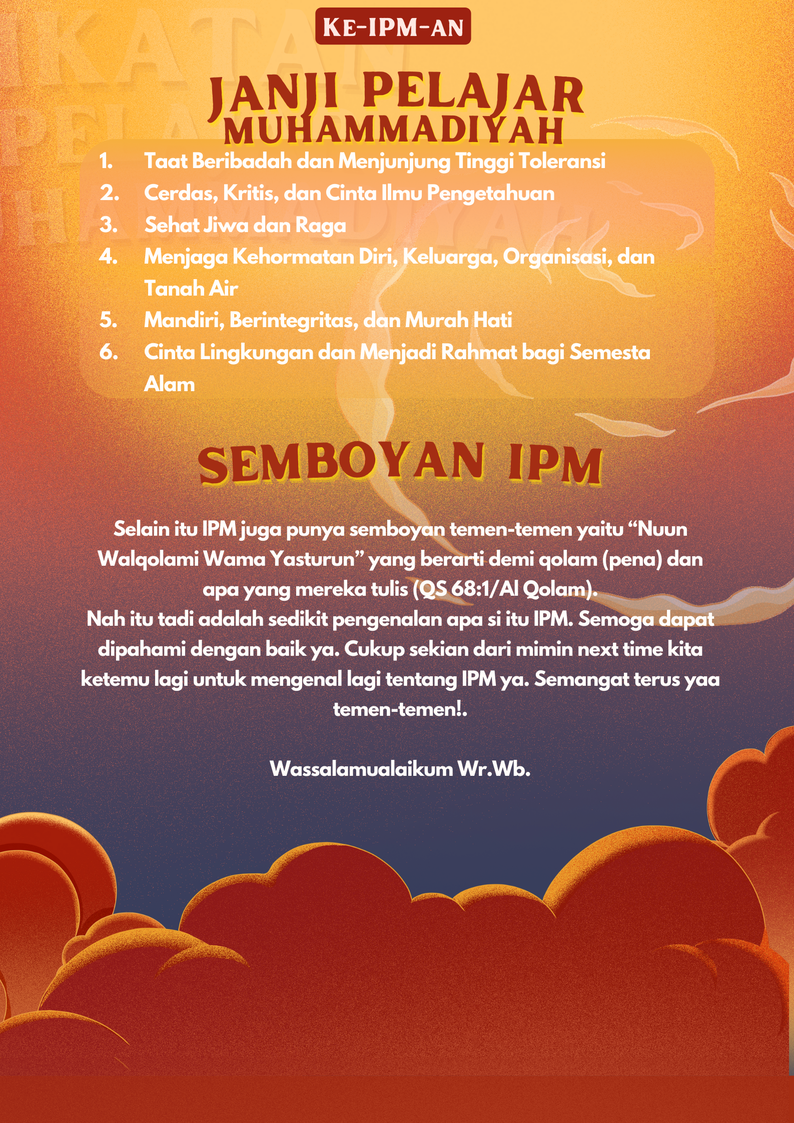 IKATAN
PELAJAR
MUHAMMADIYAH
KE-IPM-AN
JANJI PELAJAR
MUHAMMADIYAH
1. Taat Beribadah dan Menjunjung Tinggi Toleransi
2. Cerdas, Kritis, dan Cinta Ilmu Pengetahuan
3. Sehat Jiwa dan Raga
4. Menjaga Kehormatan Diri, Keluarga, Organisasi, dan
Tanah Air
5. Mandiri, Berintegritas, dan Murah Hati
6. Cinta Lingkungan dan Menjadi Rahmat bagi Semesta
Alam
SEMBOYAN IPM
Selain itu IPM juga punya semboyan temen-temen yaitu “Nuun
Walqolami Wama Yasturun” yang berarti demi qolam (pena) dan
apa yang mereka tulis (QS 68:1/Al Qolam).
Nah itu tadi adalah sedikit pengenalan apa si itu IPM. Semoga dapat
dipahami dengan baik ya. Cukup sekian dari mimin next time kita
ketemu lagi untuk mengenal lagi tentang IPM ya. Semangat terus yaa
temen-temen!.
Wassalamualaikum Wr.Wb.